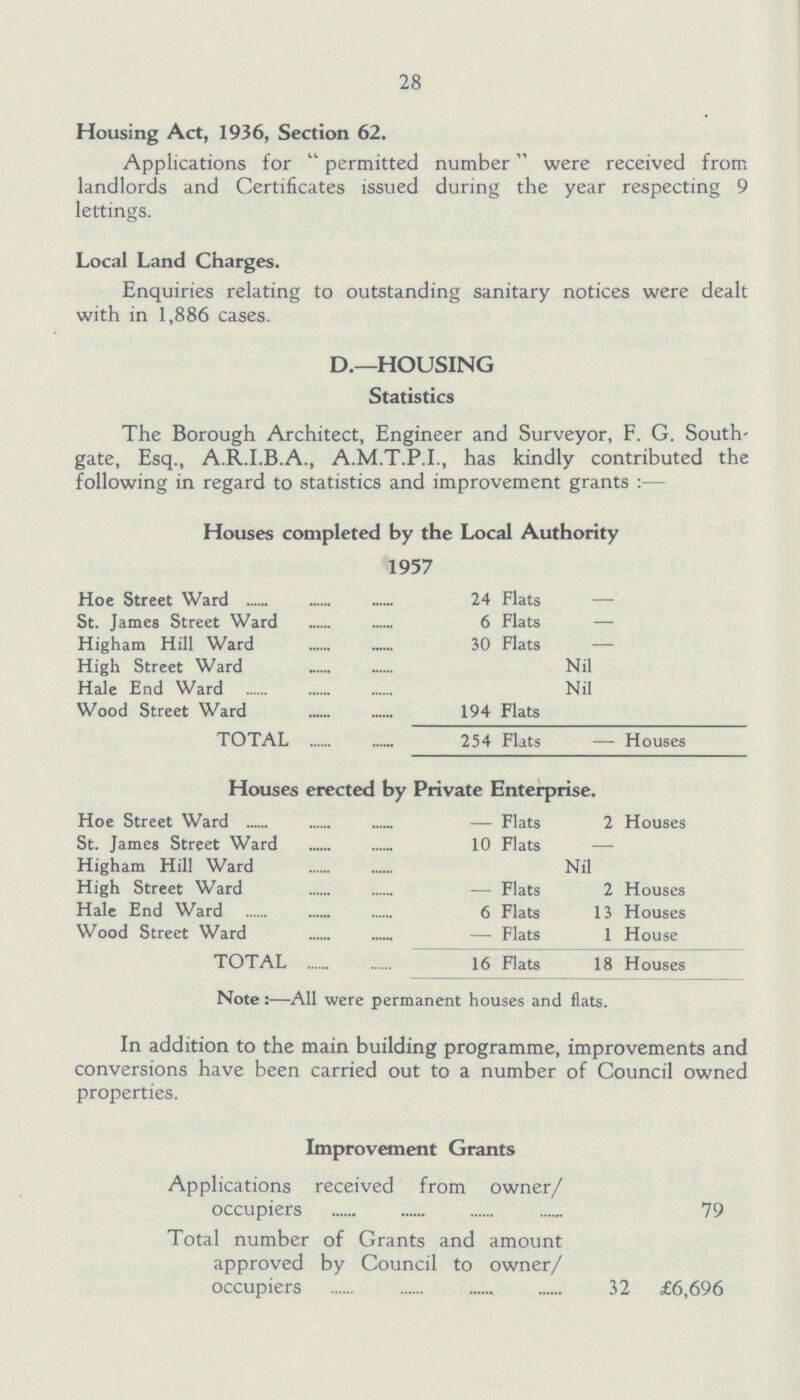 28
Housing Act, 1936, Section 62.
Applications for "permitted number" were received from
landlords and Certificates issued during the year respecting 9
lettings.
Local Land Charges.
Enquiries relating to outstanding sanitary notices were dealt
with in 1,886 cases.
D.—HOUSING
Statistics
The Borough Architect, Engineer and Surveyor, F. G. South-
gate, Esq., A.R.I.B.A., A.M.T.P.I., has kindly contributed the
following in regard to statistics and improvement grants :—
Houses completed by the Local Authority
1957
Hoe Street Ward ...... ...... ...... 24 Flats —
St. James Street Ward ...... ...... 6 Flats —
Higham Hill Ward ...... ...... 30 Flats —
High Street Ward ...... ...... Nil
Hale End Ward ...... ...... ...... Nil
Wood Street Ward ...... ...... 194 Flats
TOTAL ...... ...... 254 Flats — Houses
Houses erected by Private Enterprise.
Hoe Street Ward ...... ...... ...... — Flats 2 Houses
St. James Street Ward ...... ...... 10 Flats —
Higham Hill Ward ...... ...... Nil
High Street Ward ...... ...... — Flats 2 Houses
Hale End Ward ...... ...... ...... 6 Flats 13 Houses
Wood Street Ward ...... ...... — Flats 1 House
TOTAL ...... ...... 16 Flats 18 Houses
Note :—All were permanent houses and flats.
In addition to the main building programme, improvements and
conversions have been carried out to a number of Council owned
properties.
Improvement Grants
Applications received from owner/
occupiers ...... ...... ...... ...... 79
Total number of Grants and amount
approved by Council to owner/
occupiers ...... ...... ...... ...... 32 £6,696